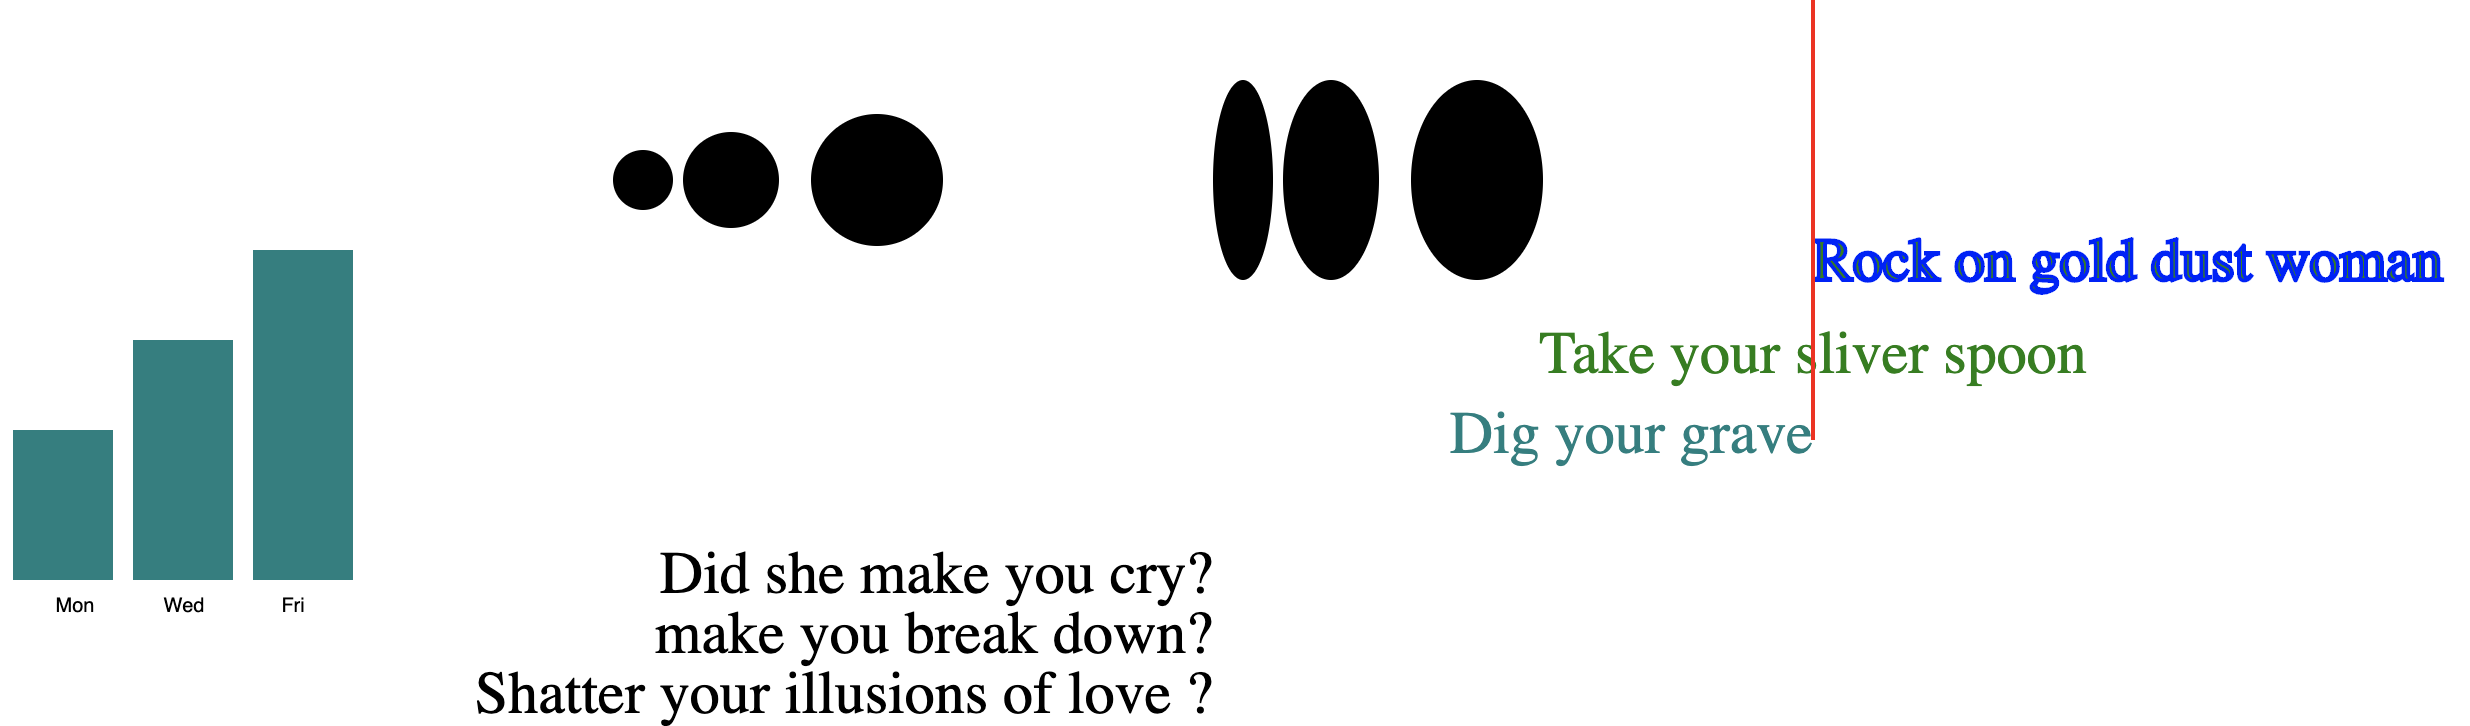 Rock on gold dust woman
Take your sliver spoon
Dig your grave
Did she make you cry?
make you break down?
Shatter your illusions of love ?
Mon
Wed
Fri